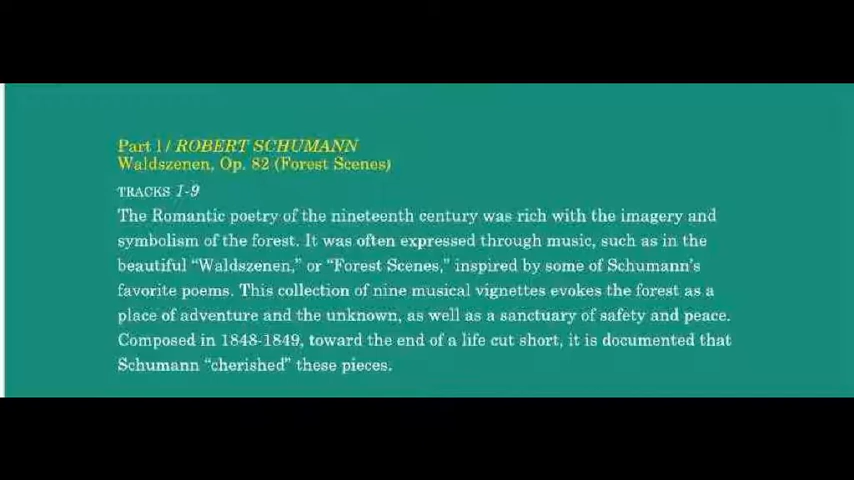 Part I / ROBERT SCHUMANN
Waldszenen, Op. 82 (Forest Scenes)
TRACKS 1-9
The Romantic poetry of the nineteenth century was rich with the imagery and
symbolism of the forest. It was often expressed through music, such as in the
beautiful “Waldszenen,” or “Forest Scenes,” inspired by some of Schumann’s
favorite poems. This collection of nine musical vignettes evokes the forest as a
place of adventure and the unknown, as well as a sanctuary of safety and peace.
Composed in 1848-1849, toward the end of a life cut short, it is documented that
Schumann “cherished” these pieces.